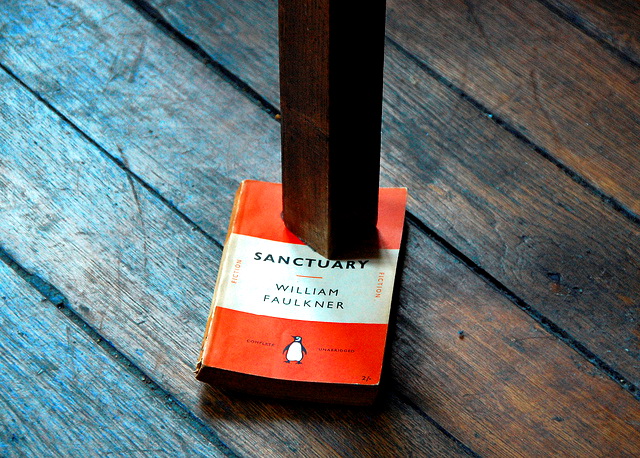 SANCTUARY
FICTION
FICTION
WILLIAM
FAULKNER
COMPLETE UNABRIDGED
2/-